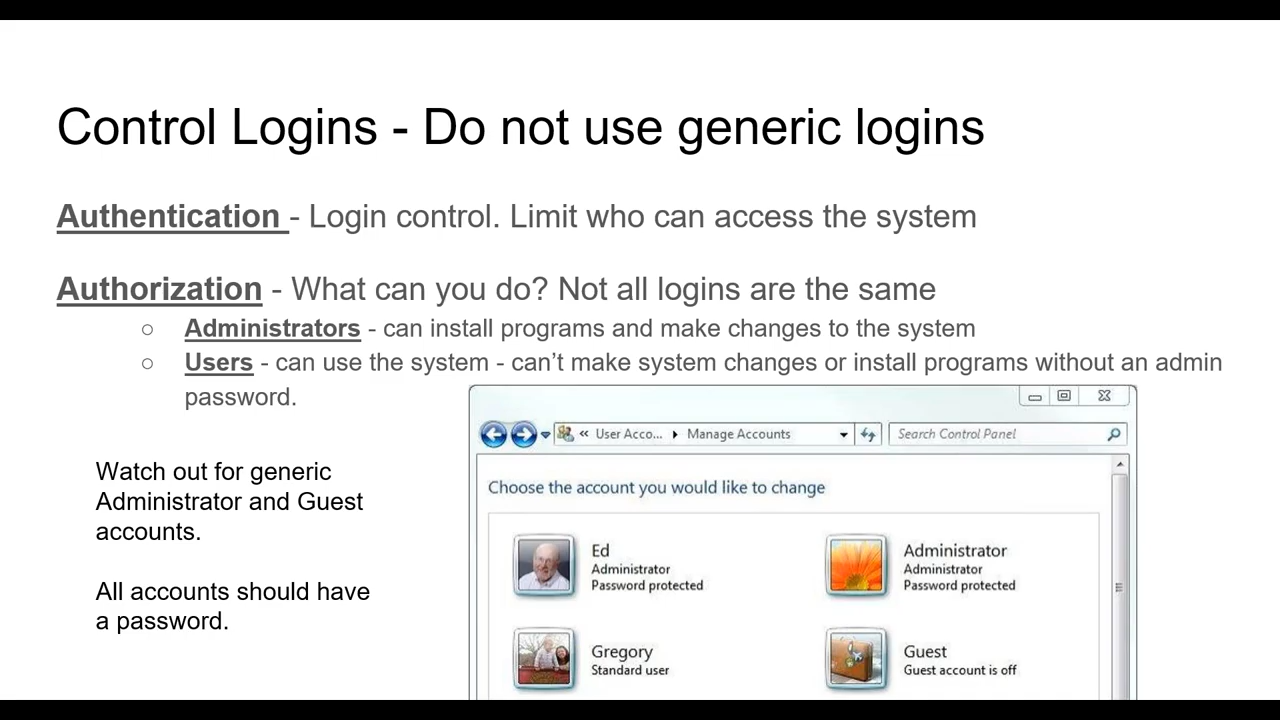 Control Logins - Do not use generic logins
Authentication - Login control. Limit who can access the system
Authorization - What can you do? Not all logins are the same
○ Administrators - can install programs and make changes to the system
○ Users - can use the system - can’t make system changes or install programs without an admin
password.
Watch out for generic
Administrator and Guest
accounts.
All accounts should have
a password.
« User Acco... ▸ Manage Accounts
Search Control Panel
Choose the account you would like to change
Ed
Administrator
Password protected
Administrator
Administrator
Password protected
Gregory
Standard user
Guest
Guest account is off